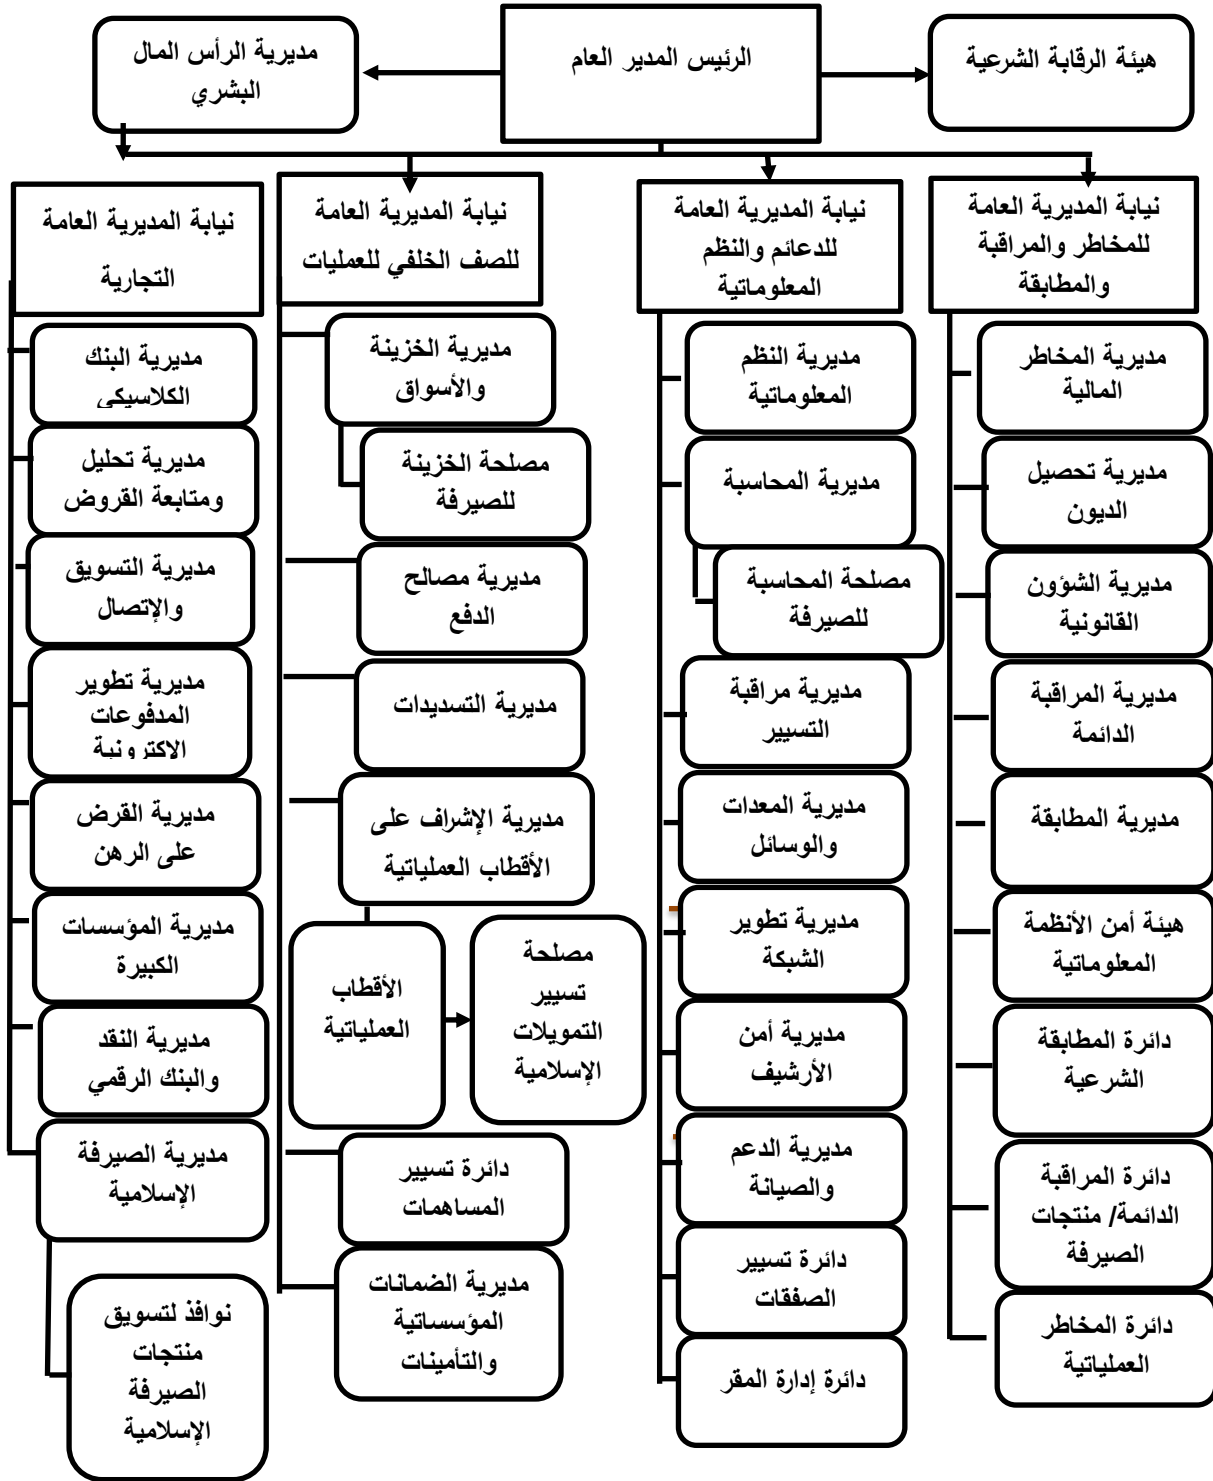 الرئيس المدير العام
هيئة الرقابة الشرعية
مديرية الرأس المال
البشري
نيابة المديرية العامة
للمخاطر والمراقبة
والمطابقة
مديرية المخاطر
المالية
مديرية تحصيل
الديون
مديرية الشؤون
القانونية
مديرية المراقبة
الدائمة
مديرية المطابقة
هيئة أمن الأنظمة
المعلوماتية
دائرة المطابقة
الشرعية
دائرة المراقبة
الدائمة/ منتجات
الصيرفة
دائرة المخاطر
العملياتية
نيابة المديرية العامة
للدعائم والنظم
المعلوماتية
مديرية النظم
المعلوماتية
مديرية المحاسبة
مصلحة المحاسبة
للصيرفة
مديرية مراقبة
التسيير
مديرية المعدات
والوسائل
مديرية تطوير
الشبكة
مديرية أمن
الأرشيف
مديرية الدعم
والصيانة
دائرة تسيير
الصفقات
دائرة إدارة المقر
نيابة المديرية العامة
للصف الخلفي للعمليات
مديرية الخزينة
والأسواق
مصلحة الخزينة
للصيرفة
مديرية مصالح
الدفع
مديرية التسديدات
مديرية الإشراف على
الأقطاب العملياتية
الأقطاب
العملياتية
مصلحة
تسيير
التمويلات
الإسلامية
دائرة تسيير
المساهمات
مديرية الضمانات
المؤسساتية
والتأمينات
نيابة المديرية العامة
التجارية
مديرية البنك
الكلاسيكي
مديرية تحليل
ومتابعة القروض
مديرية التسويق
والإتصال
مديرية تطوير
المدفوعات
الاكترونية
مديرية القرض
على الرهن
مديرية المؤسسات
الكبيرة
مديرية النقد
والبنك الرقمي
مديرية الصيرفة
الإسلامية
نوافذ لتسويق
منتجات
الصيرفة
الإسلامية